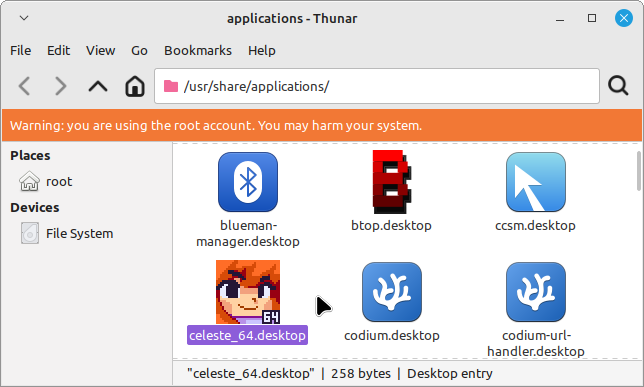 applications - Thunar
File Edit View Go Bookmarks Help
/usr/share/applications/
Warning: you are using the root account. You may harm your system.
Places
root
Devices
File System
blueman-
manager.desktop
btop.desktop
ccsm.desktop
64
celeste_64.desktop
codium.desktop
codium-url-
handler.desktop
"celeste_64.desktop" | 258 bytes | Desktop entry